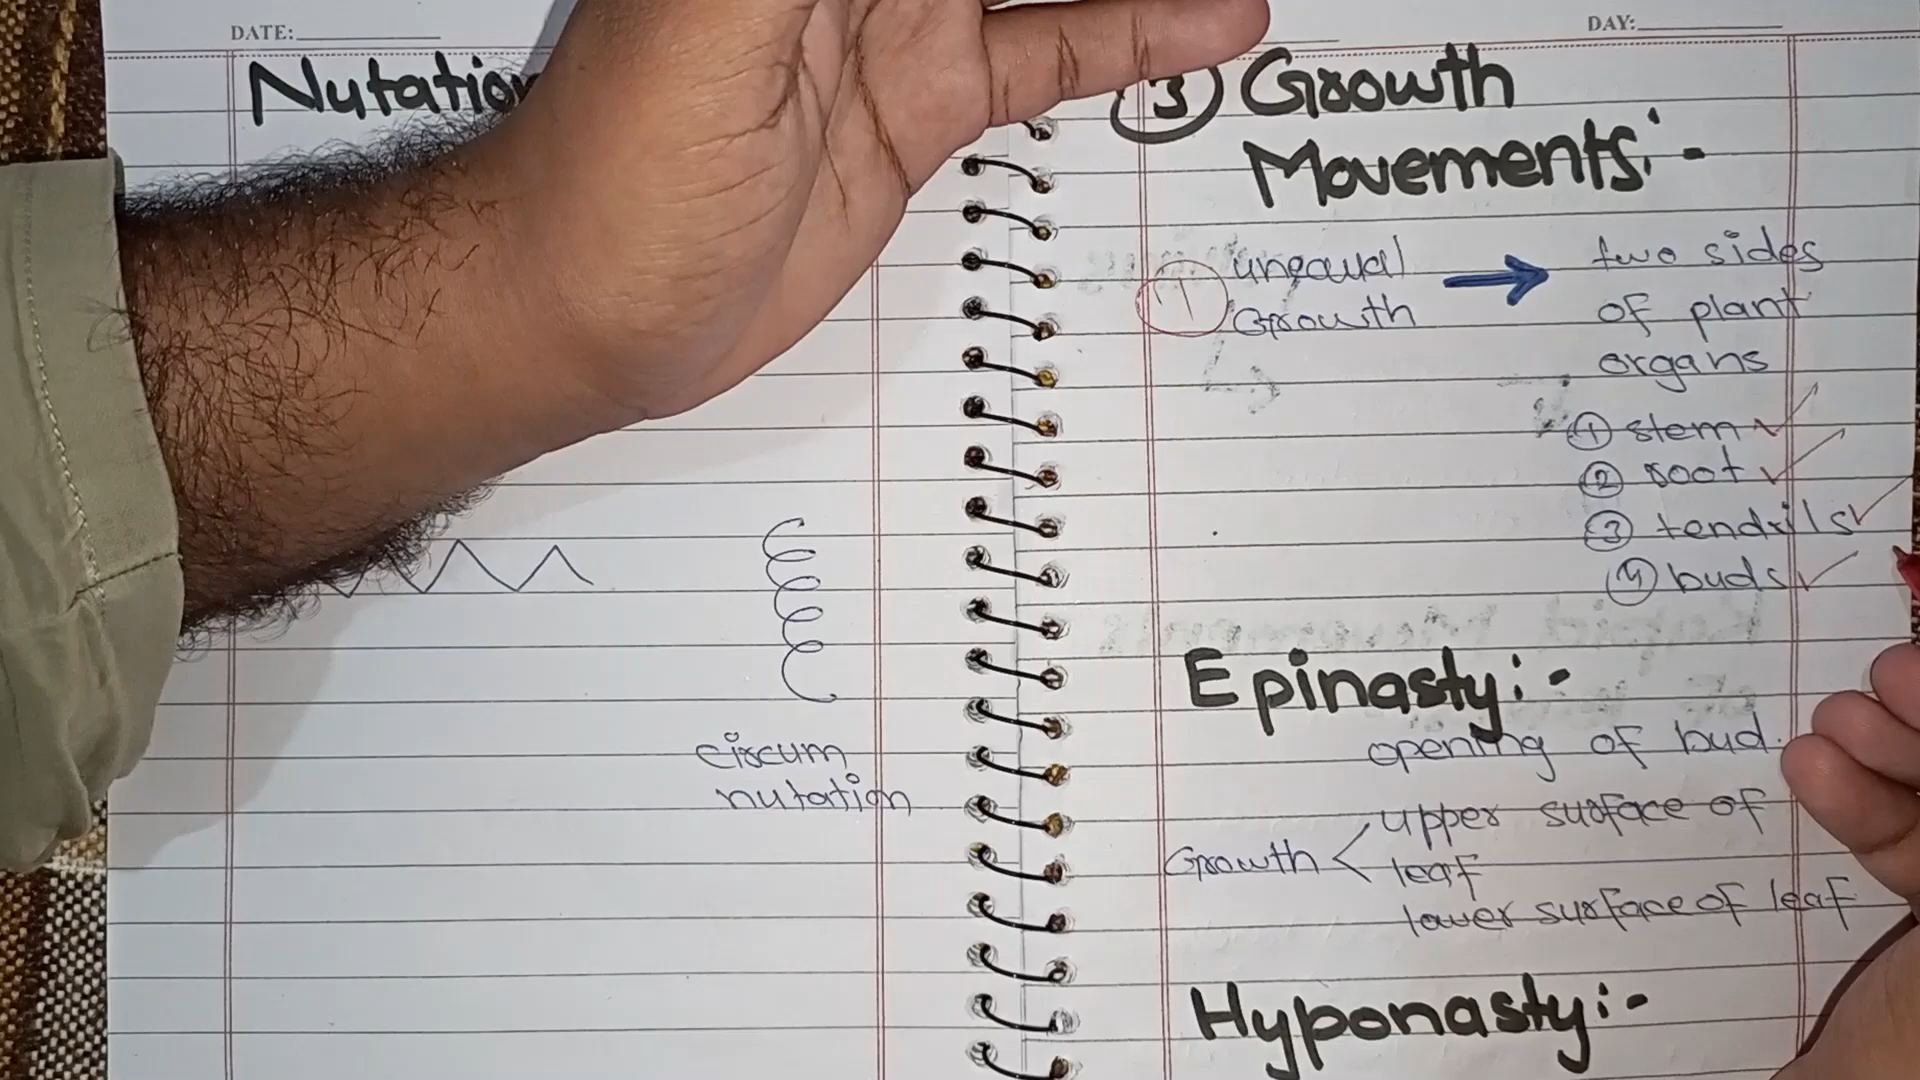 DATE:
Nutation
circum
nutation
DAY:
3 Growth
Movements:-
1 unequal
Growth
two sides
of plant
organs
1 stem
2 root
3 tendrils
4 buds
Epinasty:-
opening of bud.
Growth
upper surface of
leaf
lower surface of leaf
Hyponasty:-